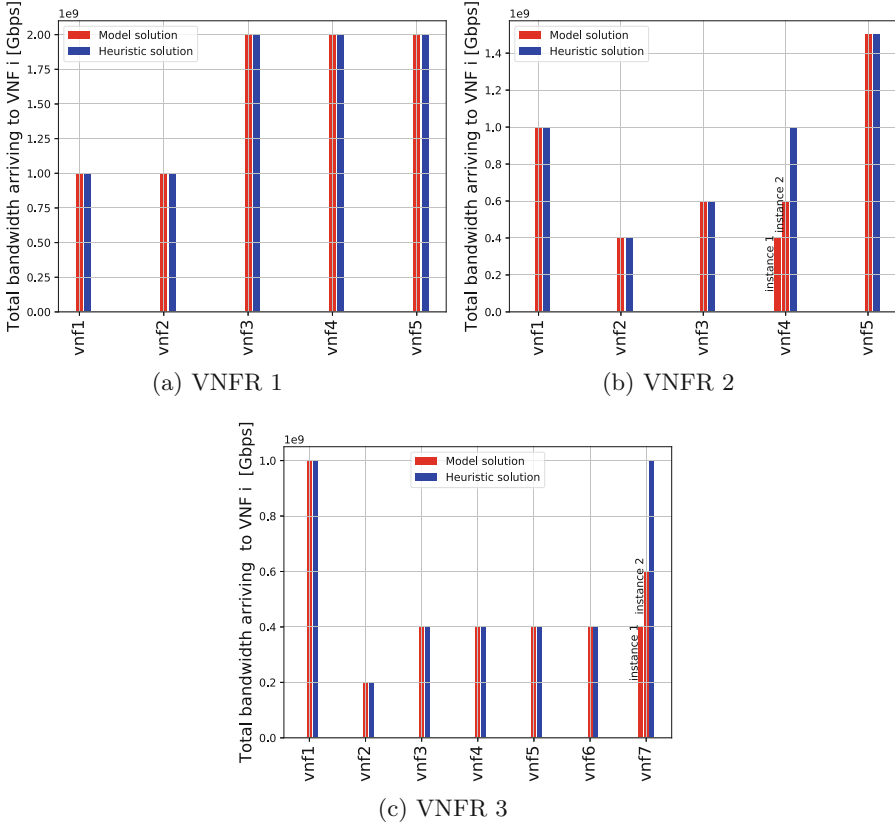 1e9
Total bandwidth arriving to VNF i [Gbps]
Model solution
Heuristic solution
2.00
1.75
1.50
1.25
1.00
0.75
0.50
0.25
0.00
vnf1
vnf2
vnf3
vnf4
vnf5
(a) VNFR 1
1e9
Total bandwidth arriving to VNF i [Gbps]
Model solution
Heuristic solution
1.4
1.2
1.0
0.8
0.6
0.4
0.2
0.0
instance 1
instance 2
vnf1
vnf2
vnf3
vnf4
vnf5
(b) VNFR 2
1e9
Total bandwidth arriving to VNF i [Gbps]
Model solution
Heuristic solution
1.0
0.8
0.6
0.4
0.2
0.0
instance 1
instance 2
vnf1
vnf2
vnf3
vnf4
vnf5
vnf6
vnf7
(c) VNFR 3